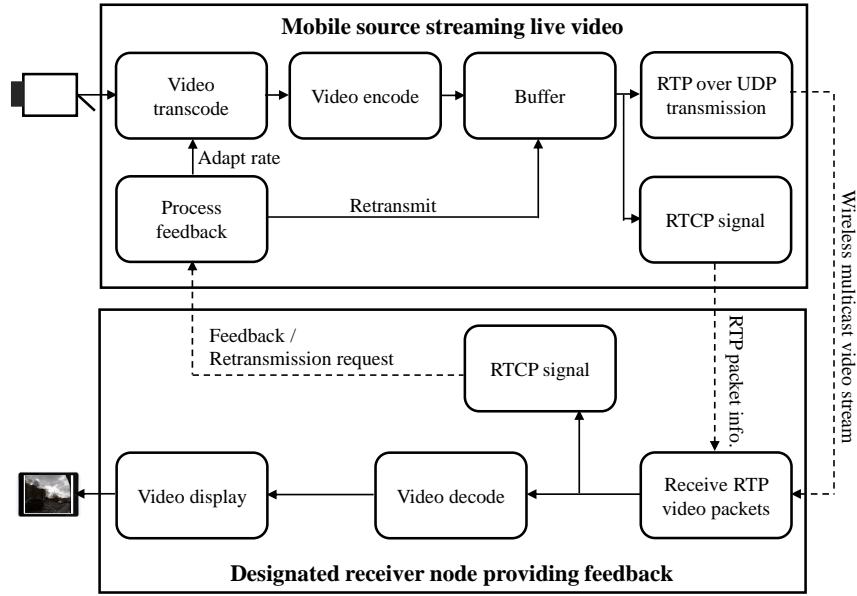 Mobile source streaming live video
Video
transcode
Video encode
Buffer
RTP over UDP
transmission
Adapt rate
Process
feedback
Retransmit
RTCP signal
Wireless multicast video stream
Feedback /
Retransmission request
RTCP signal
RTP packet info.
Video display
Video decode
Receive RTP
video packets
Designated receiver node providing feedback